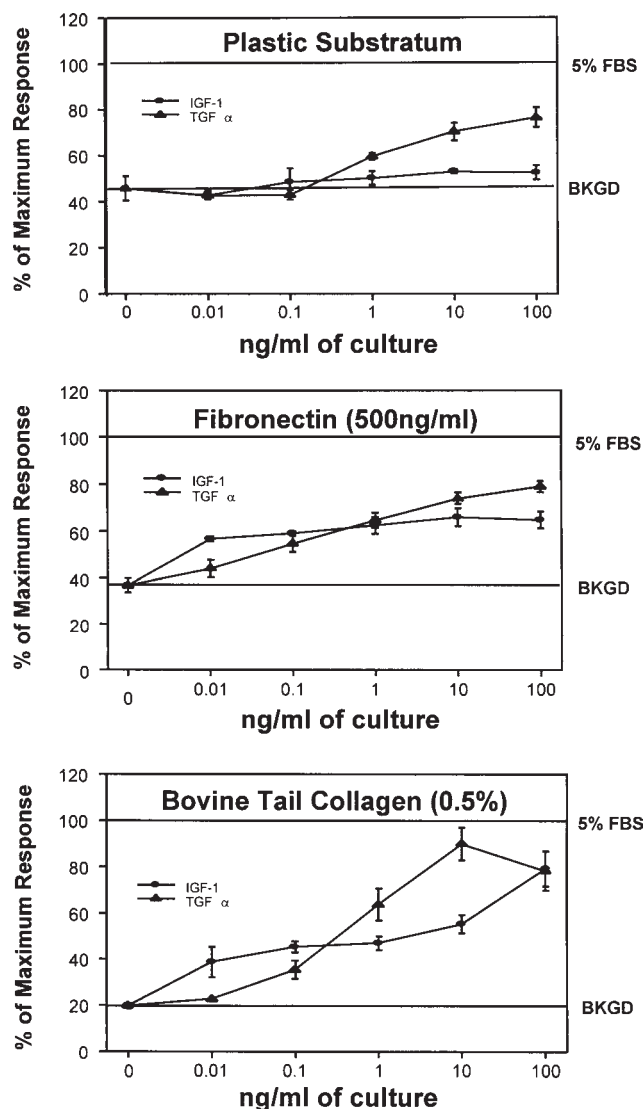 Plastic Substratum
% of Maximum Response
120
100
80
60
40
20
0
5% FBS
IGF-1
TGF α
BKGD
0 0.01 0.1 1 10 100
ng/ml of culture
Fibronectin (500ng/ml)
% of Maximum Response
120
100
80
60
40
20
0
5% FBS
IGF-1
TGF α
BKGD
0 0.01 0.1 1 10 100
ng/ml of culture
Bovine Tail Collagen (0.5%)
% of Maximum Response
120
100
80
60
40
20
0
5% FBS
IGF-1
TGF α
BKGD
0 0.01 0.1 1 10 100
ng/ml of culture